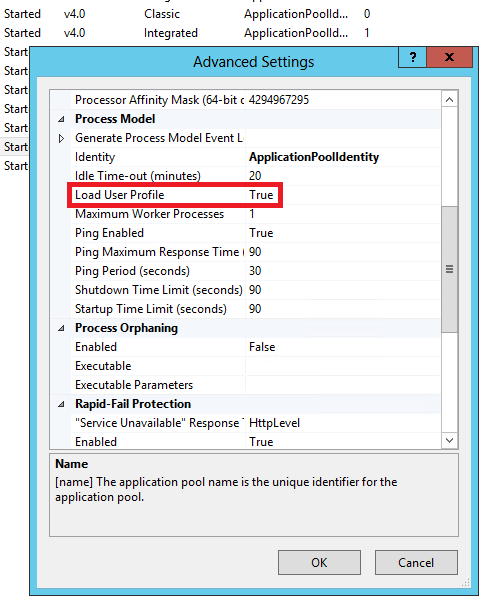 Started v4.0 Classic ApplicationPoolId... 0
Started v4.0 Integrated ApplicationPoolId... 1
Start
Start
Start
Start
Start
Starte
Starte
Advanced Settings
? x
Processor Affinity Mask (64-bit c 4294967295
Process Model
Generate Process Model Event L
Identity ApplicationPoolIdentity
Idle Time-out (minutes) 20
Load User Profile True
Maximum Worker Processes 1
Ping Enabled True
Ping Maximum Response Time ( 90
Ping Period (seconds) 30
Shutdown Time Limit (seconds) 90
Startup Time Limit (seconds) 90
Process Orphaning
Enabled False
Executable
Executable Parameters
Rapid-Fail Protection
"Service Unavailable" Response T HttpLevel
Enabled True
Name
[name] The application pool name is the unique identifier for the
application pool.
OK Cancel